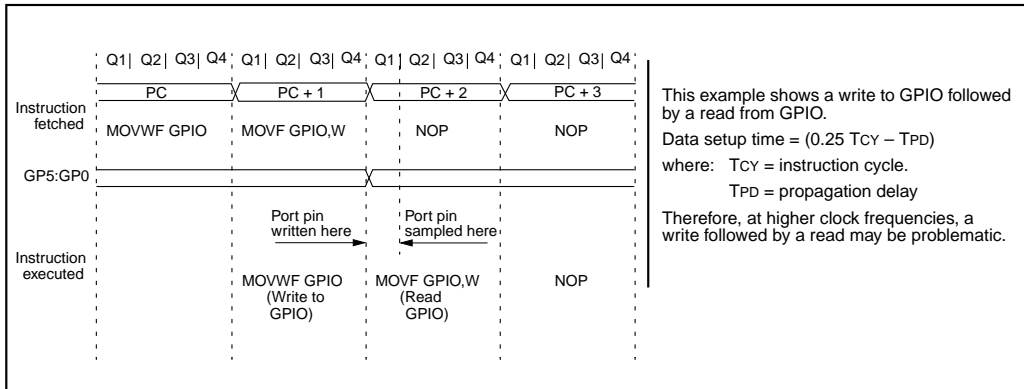 Q1| Q2| Q3| Q4 Q1| Q2| Q3| Q4 Q1| Q2| Q3| Q4 Q1| Q2| Q3| Q4
PC PC + 1 PC + 2 PC + 3
Instruction
fetched
MOVWF GPIO MOVF GPIO,W NOP NOP
GP5:GP0
Port pin
written here
Port pin
sampled here
Instruction
executed
MOVWF GPIO
(Write to
GPIO)
MOVF GPIO,W
(Read
GPIO)
NOP
This example shows a write to GPIO followed
by a read from GPIO.
Data setup time = (0.25 TCY – TPD)
where: TCY = instruction cycle.
TPD = propagation delay
Therefore, at higher clock frequencies, a
write followed by a read may be problematic.